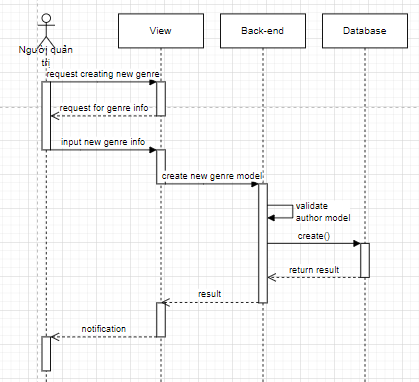 View
Back-end
Database
Người quản
trị
request creating new genre
request for genre info
input new genre info
create new genre model
validate
author model
create()
return result
result
notification